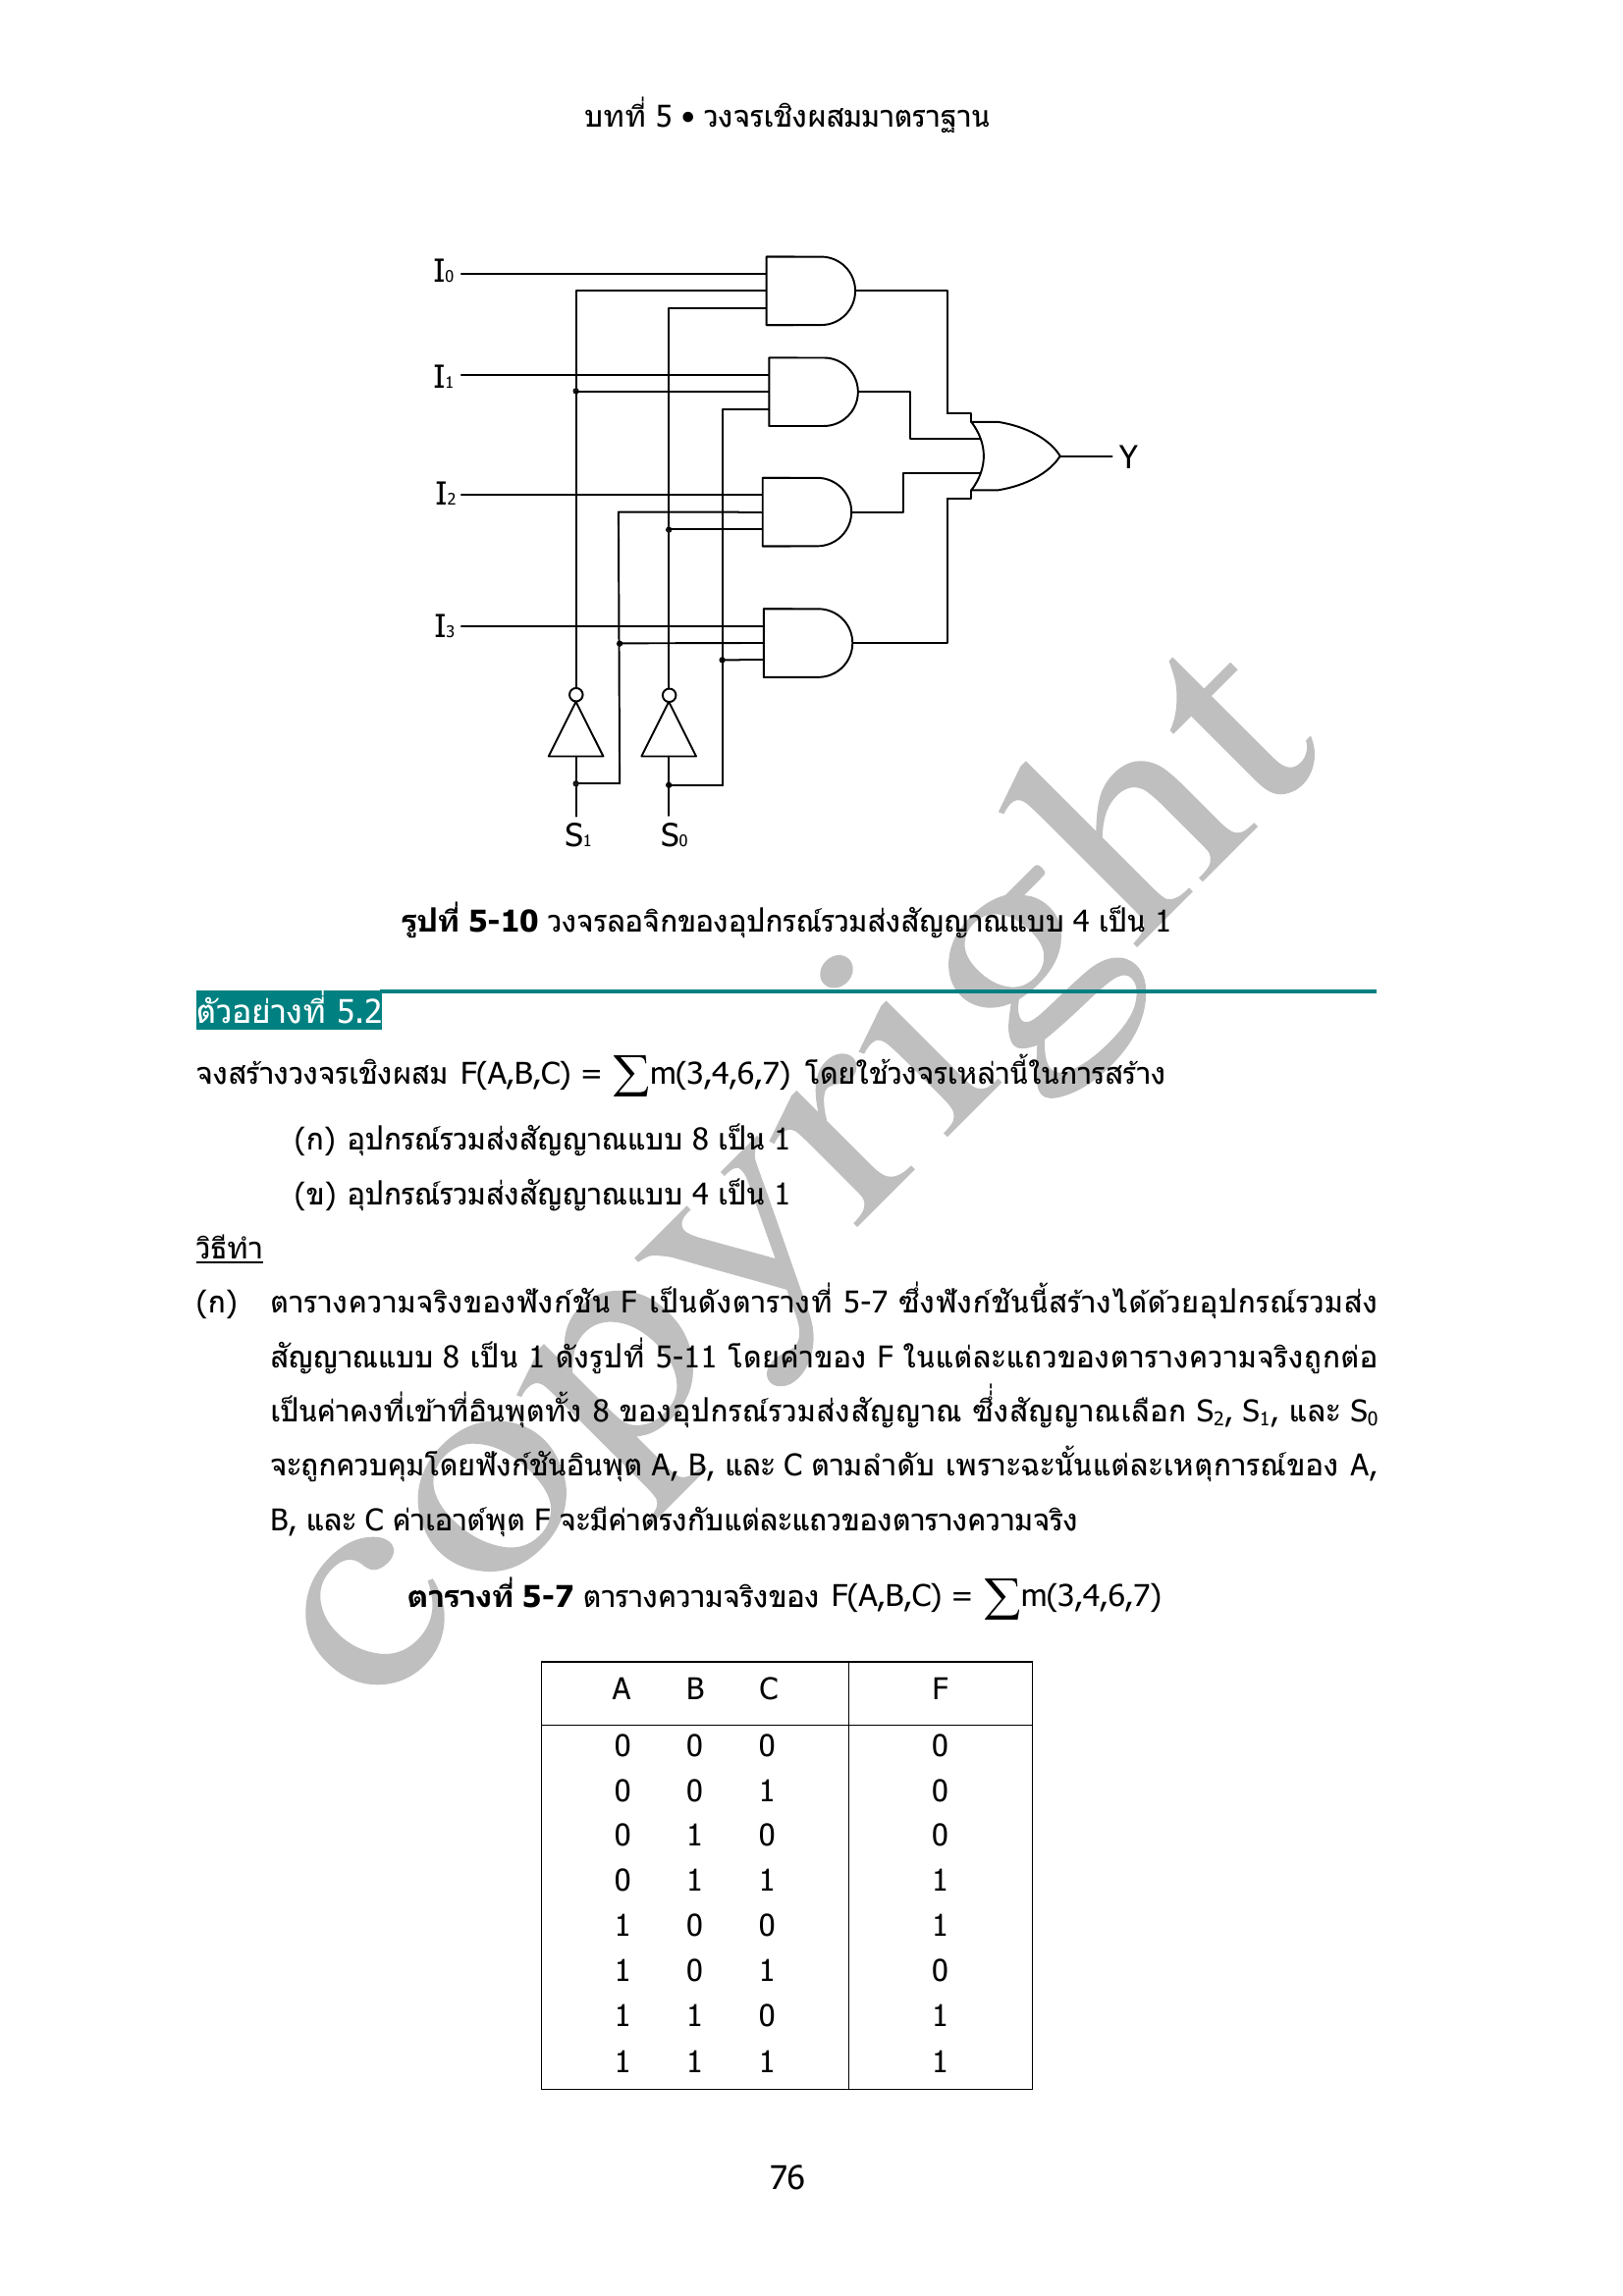 บทที่ 5 • วงจรเชิงผสมมาตราฐาน
I0
I1
I2
I3
Y
S1 S0
รูปที่ 5-10 วงจรลอจิกของอุปกรณ์รวมส่งสัญญาณแบบ 4 เป็น 1
ตัวอย่างที่ 5.2
จงสร้างวงจรเชิงผสม F(A,B,C) = ∑m(3,4,6,7) โดยใช้วงจรเหล่านี้ในการสร้าง
(ก) อุปกรณ์รวมส่งสัญญาณแบบ 8 เป็น 1
(ข) อุปกรณ์รวมส่งสัญญาณแบบ 4 เป็น 1
วิธีทำ
(ก) ตารางความจริงของฟังก์ชัน F เป็นดังตารางที่ 5-7 ซึ่งฟังก์ชันนี้สร้างได้ด้วยอุปกรณ์รวมส่ง
สัญญาณแบบ 8 เป็น 1 ดังรูปที่ 5-11 โดยค่าของ F ในแต่ละแถวของตารางความจริงถูกต่อ
เป็นค่าคงที่เข้าที่อินพุตทั้ง 8 ของอุปกรณ์รวมส่งสัญญาณ ซึ่งสัญญาณเลือก S2, S1, และ S0
จะถูกควบคุมโดยฟังก์ชันอินพุต A, B, และ C ตามลำดับ เพราะฉะนั้นแต่ละเหตุการณ์ของ A,
B, และ C ค่าเอาต์พุต F จะมีค่าตรงกับแต่ละแถวของตารางความจริง
ตารางที่ 5-7 ตารางความจริงของ F(A,B,C) = ∑m(3,4,6,7)
A B C F
0 0 0 0
0 0 1 0
0 1 0 0
0 1 1 1
1 0 0 1
1 0 1 0
1 1 0 1
1 1 1 1
76
copyright